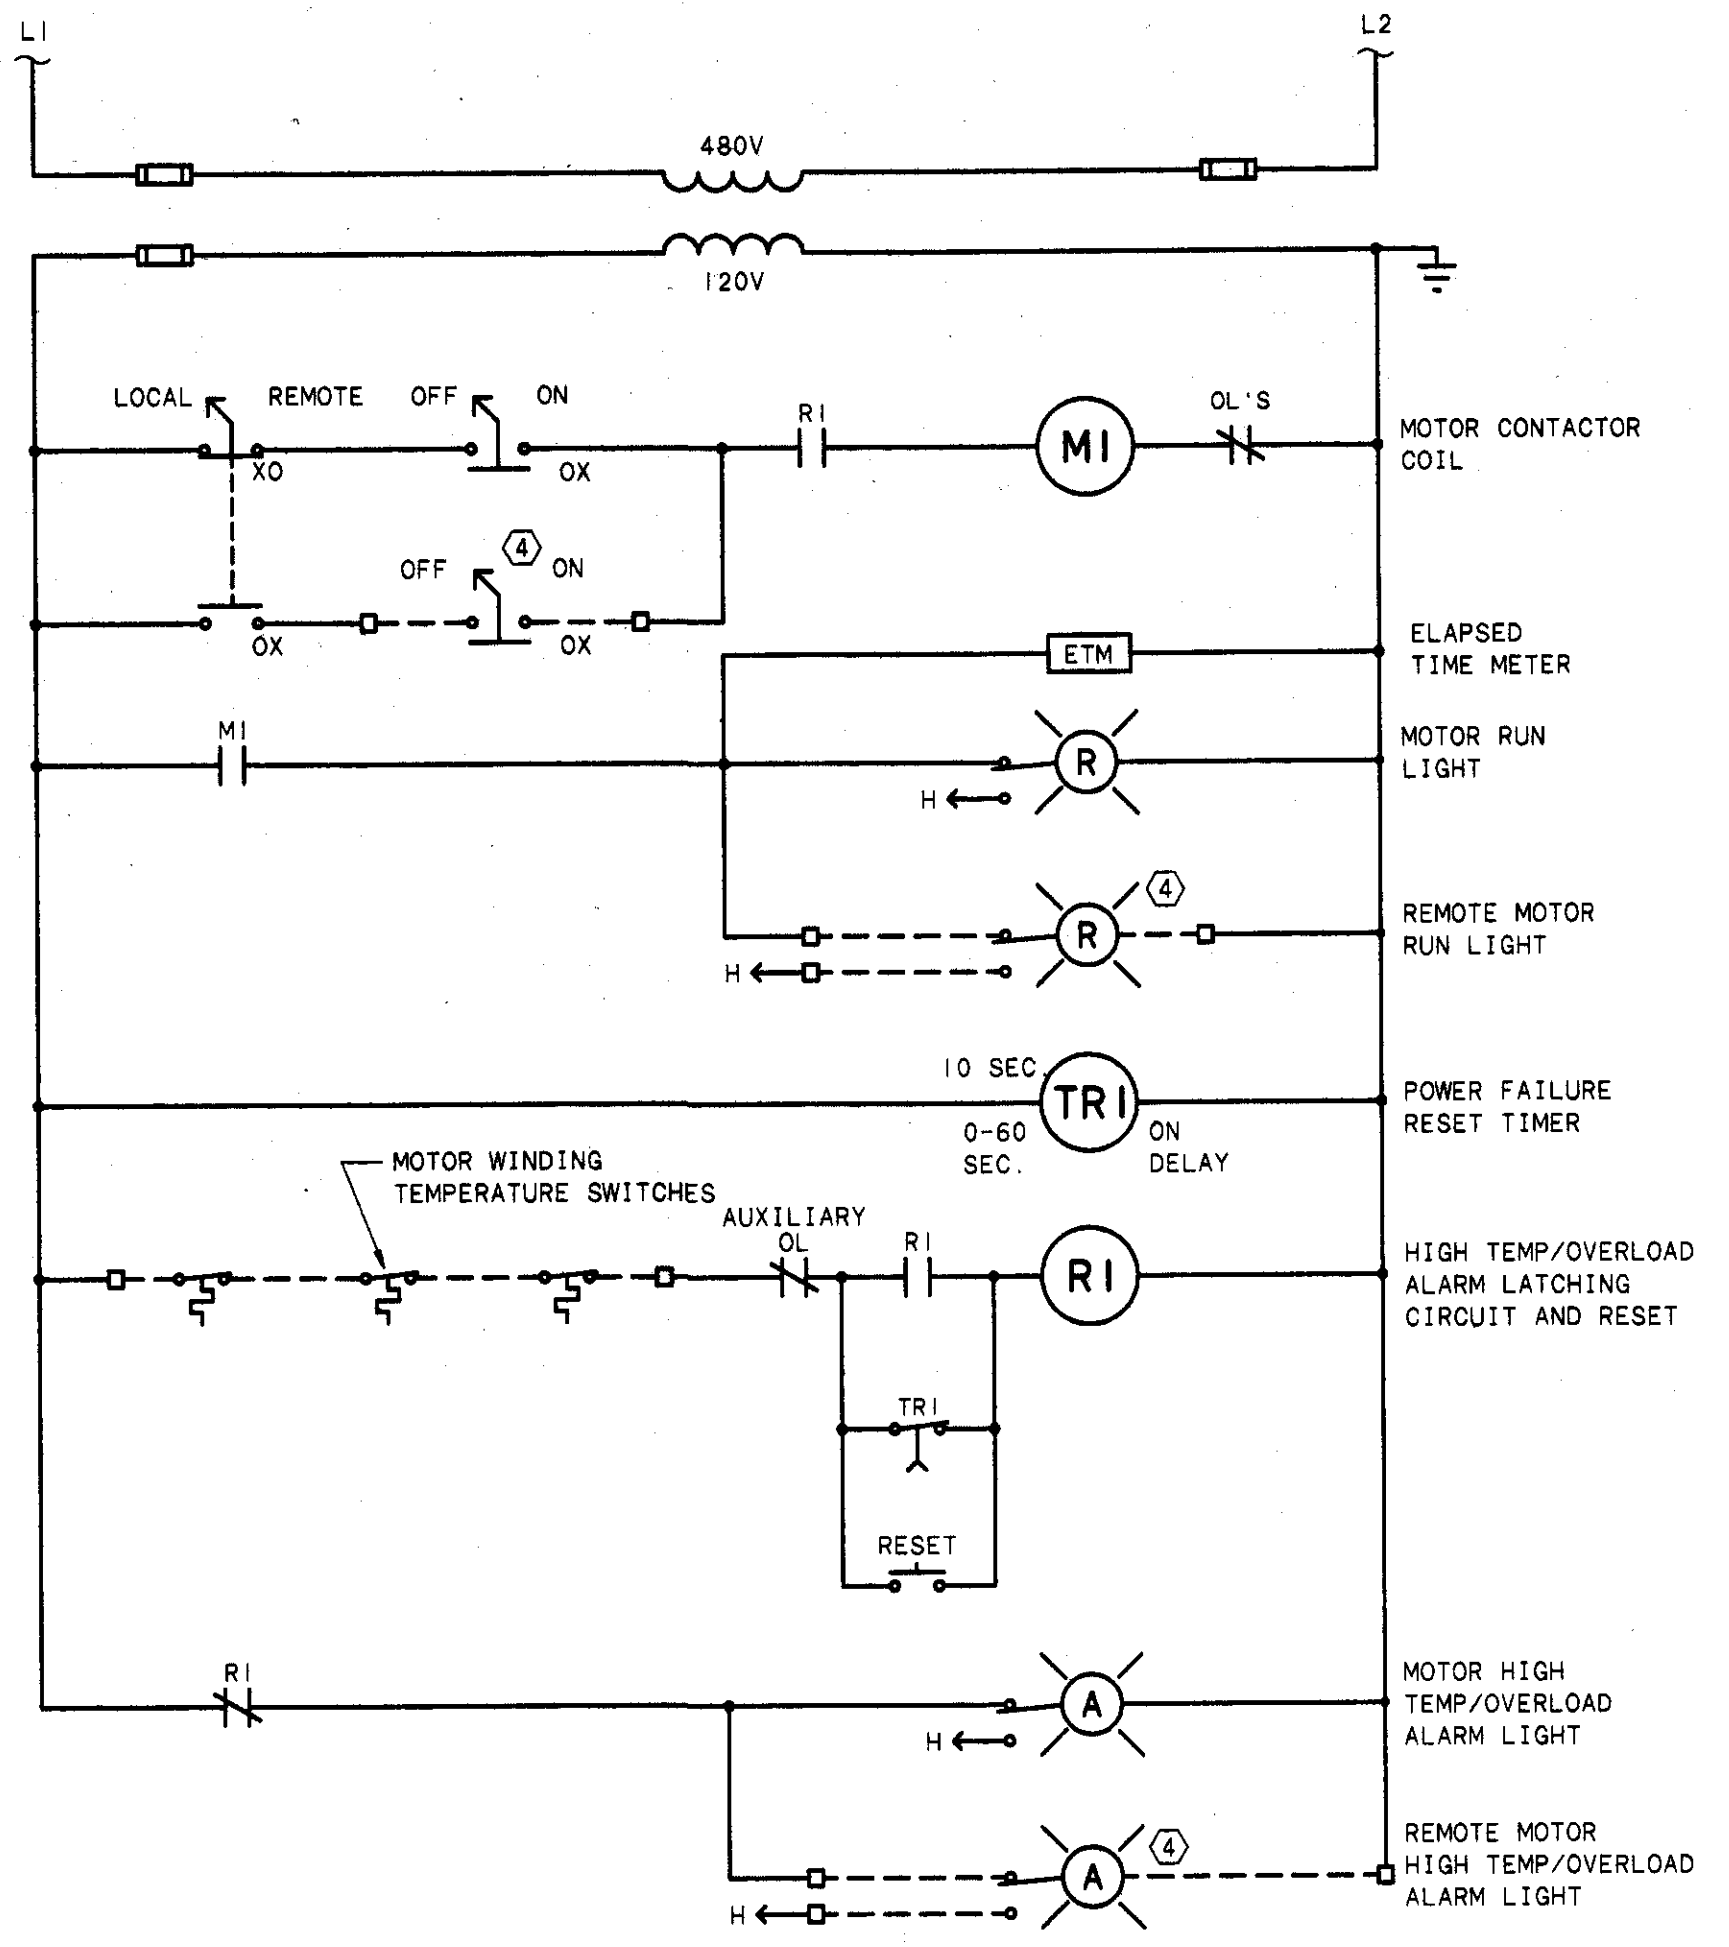 L1
L2
480V
120V
LOCAL
REMOTE
OFF
ON
XO
OX
R1
M1
OL'S
MOTOR CONTACTOR
COIL
OFF
4
ON
OX
OX
ETM
ELAPSED
TIME METER
M1
R
H
MOTOR RUN
LIGHT
R
4
H
REMOTE MOTOR
RUN LIGHT
10 SEC.
TR1
0-60
SEC.
ON
DELAY
POWER FAILURE
RESET TIMER
MOTOR WINDING
TEMPERATURE SWITCHES
AUXILIARY
OL
R1
R1
HIGH TEMP/OVERLOAD
ALARM LATCHING
CIRCUIT AND RESET
TR1
RESET
R1
A
H
MOTOR HIGH
TEMP/OVERLOAD
ALARM LIGHT
A
4
H
REMOTE MOTOR
HIGH TEMP/OVERLOAD
ALARM LIGHT